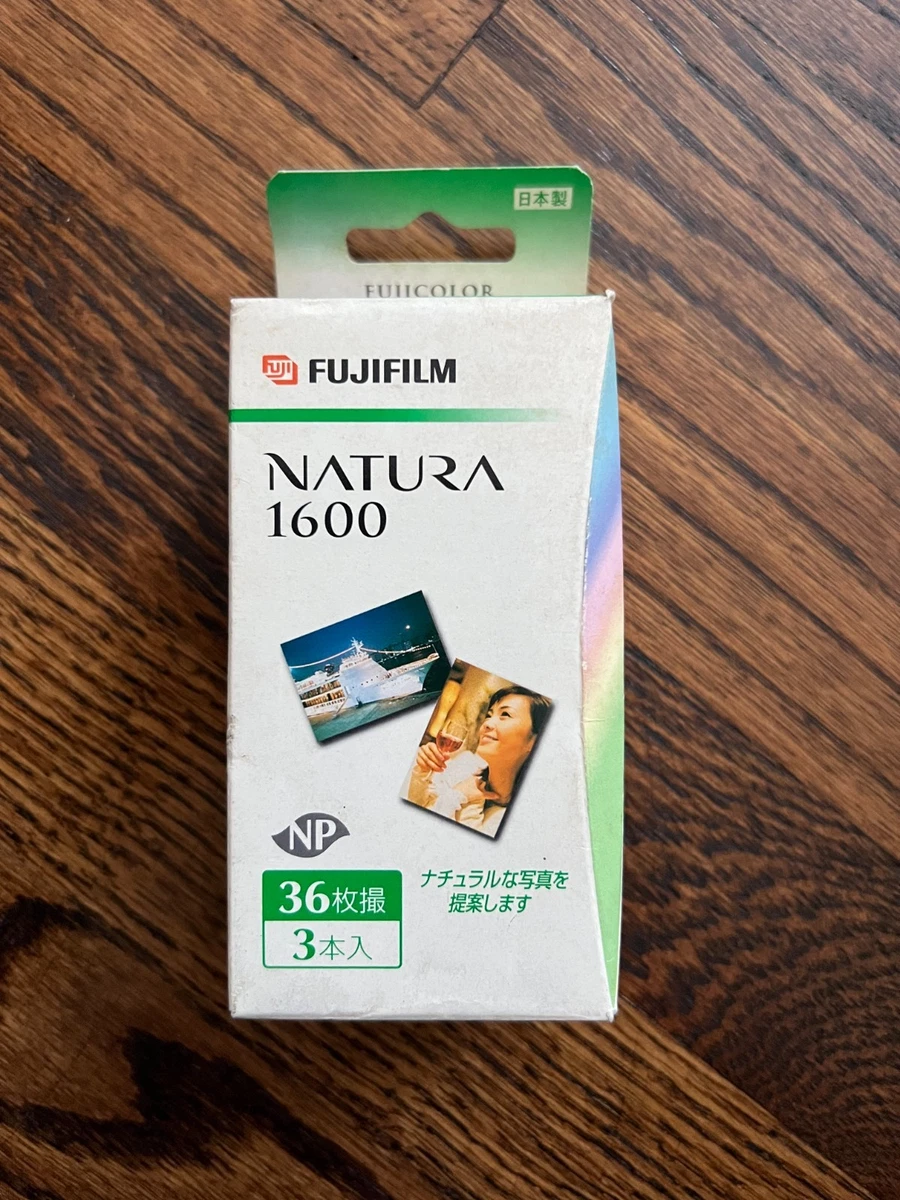 日本製
FUJICOLOR
FUJI FUJIFILM
NATURA
1600
NP
36枚撮
3本入
ナチュラルな写真を
提案します